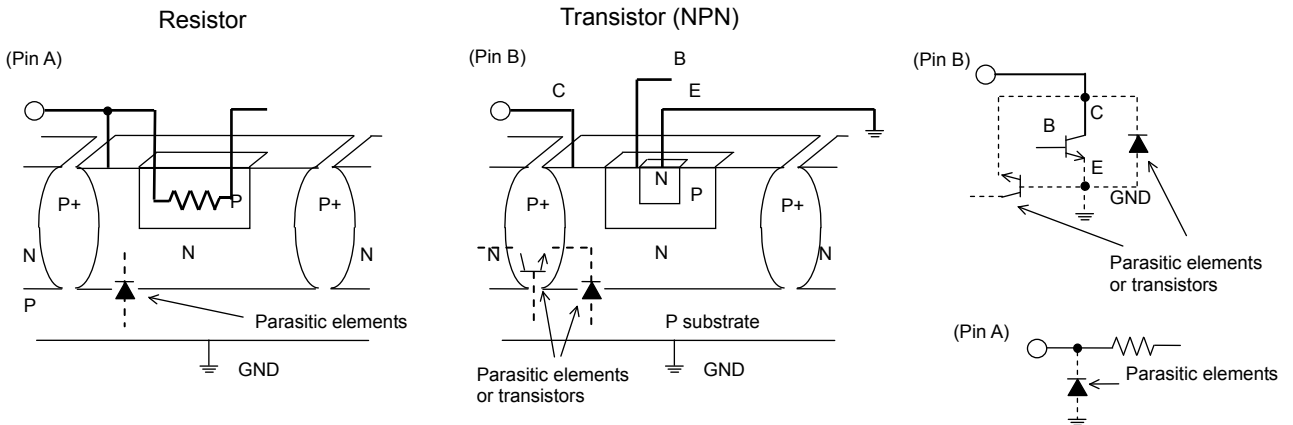 Resistor
(Pin A)
P
P+
P+
N
N
N
P
Parasitic elements
GND
Transistor (NPN)
(Pin B)
C
B
E
N
P
P+
P+
N
N
N
P substrate
Parasitic elements
or transistors
GND
(Pin B)
C
B
E
GND
Parasitic elements
or transistors
(Pin A)
Parasitic elements